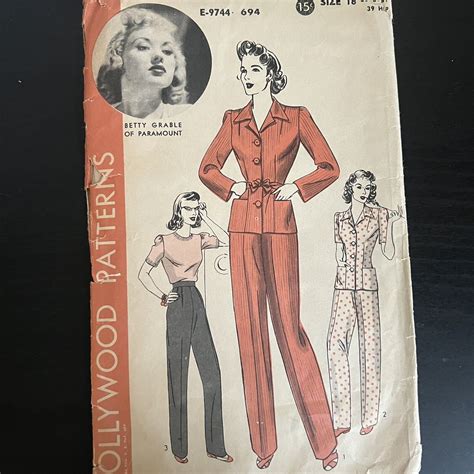 E-9744 · 694
15¢
SIZE 18
39 HIP
BETTY GRABLE
OF PARAMOUNT
OLLYWOOD PATTERNS
3
1
2